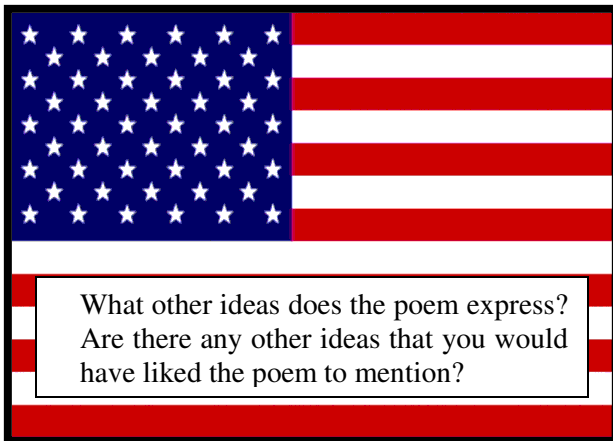 What other ideas does the poem express?
Are there any other ideas that you would
have liked the poem to mention?